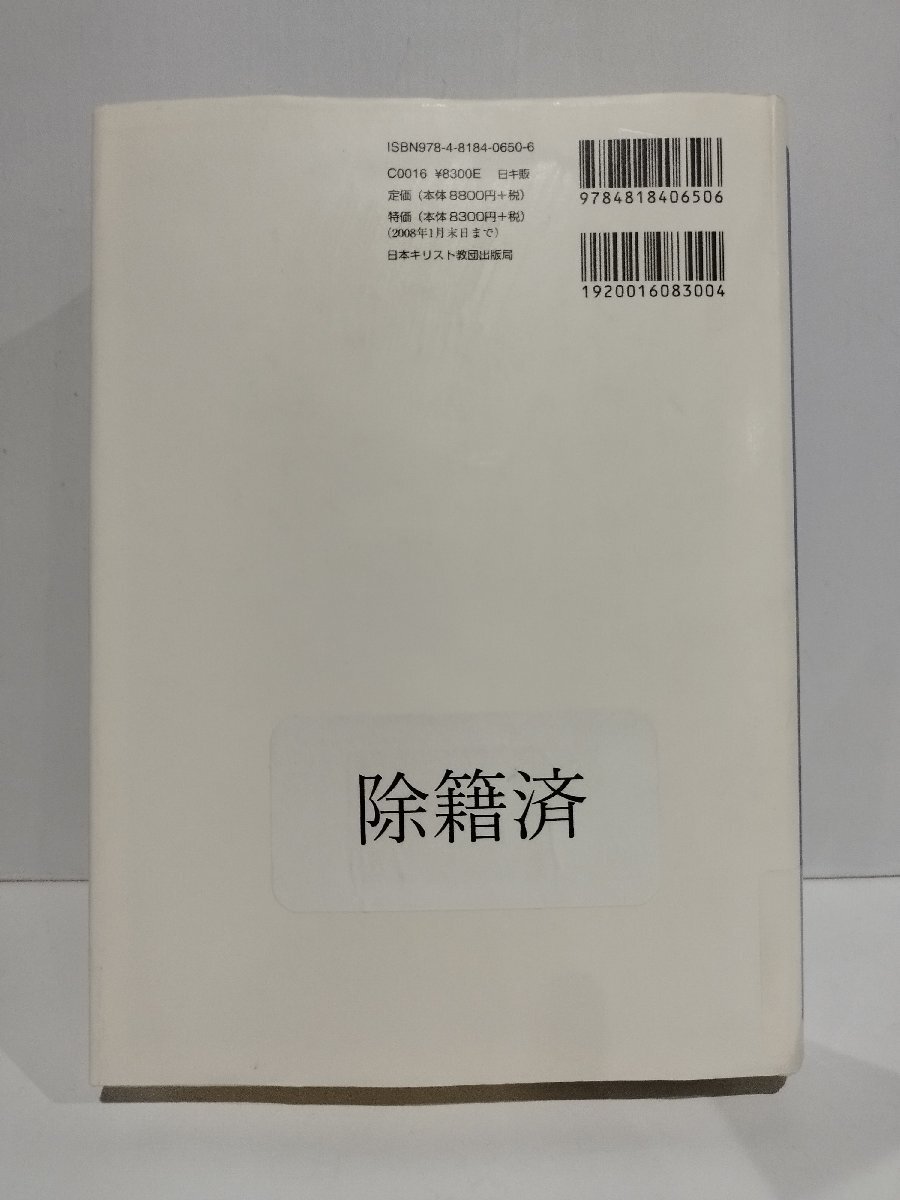 ISBN978-4-8184-0650-6
C0016 ¥8300E 日キ販
定価（本体8800円＋税）
特価（本体8300円＋税）
（2008年1月末日まで）
日本キリスト教団出版局
9784818406506
1920016083004
除籍済